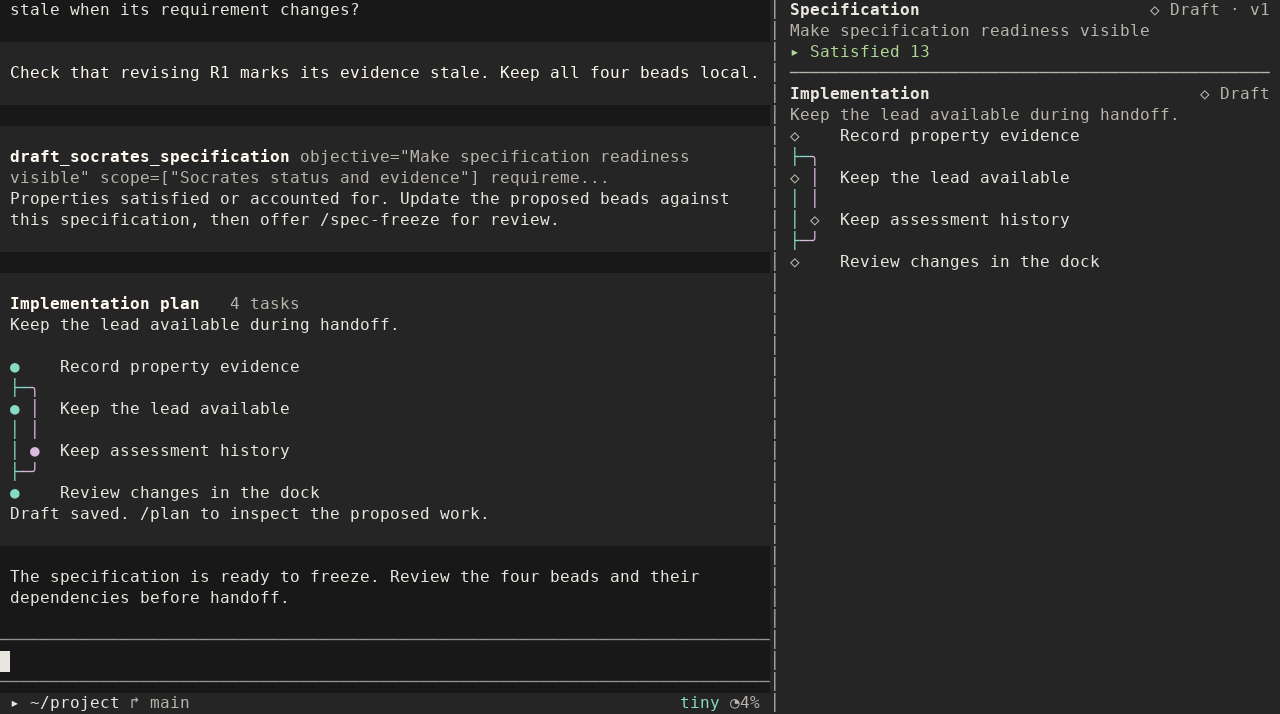 stale when its requirement changes?
Check that revising R1 marks its evidence stale. Keep all four beads local.
draft_socrates_specification objective="Make specification readiness
visible" scope=["Socrates status and evidence"] requireme...
Properties satisfied or accounted for. Update the proposed beads against
this specification, then offer /spec-freeze for review.
Implementation plan   4 tasks
Keep the lead available during handoff.
Record property evidence
Keep the lead available
Keep assessment history
Review changes in the dock
Draft saved. /plan to inspect the proposed work.
The specification is ready to freeze. Review the four beads and their
dependencies before handoff.
▸ ~/project ↱ main
tiny ◔4%
Specification ◇ Draft · v1
Make specification readiness visible
▸ Satisfied 13
Implementation ◇ Draft
Keep the lead available during handoff.
◇ Record property evidence
◇ Keep the lead available
◇ Keep assessment history
◇ Review changes in the dock